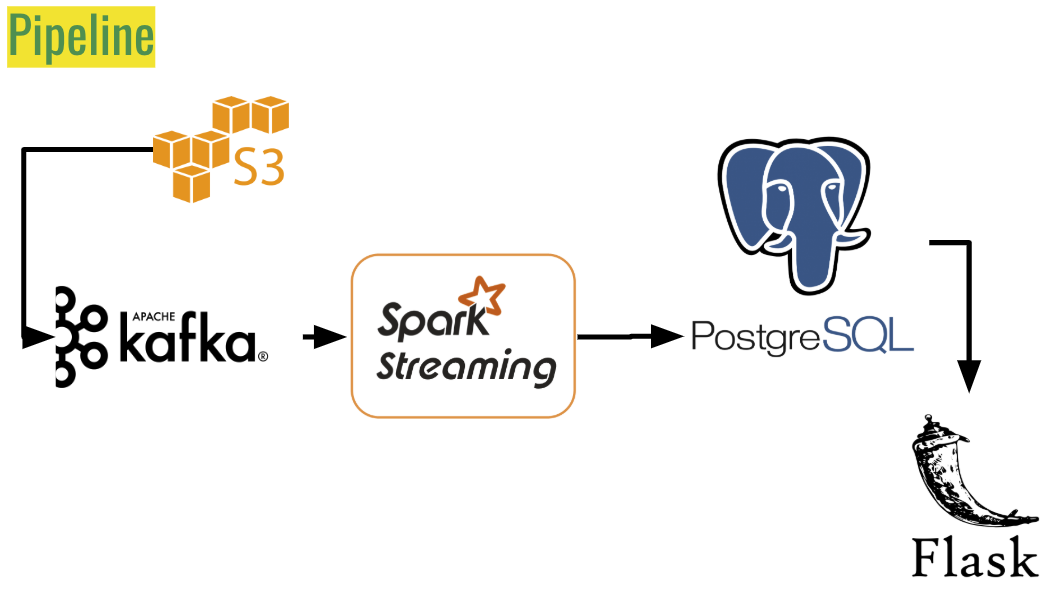 Pipeline
S3
APACHE
kafka®
Spark
Streaming
PostgreSQL
Flask